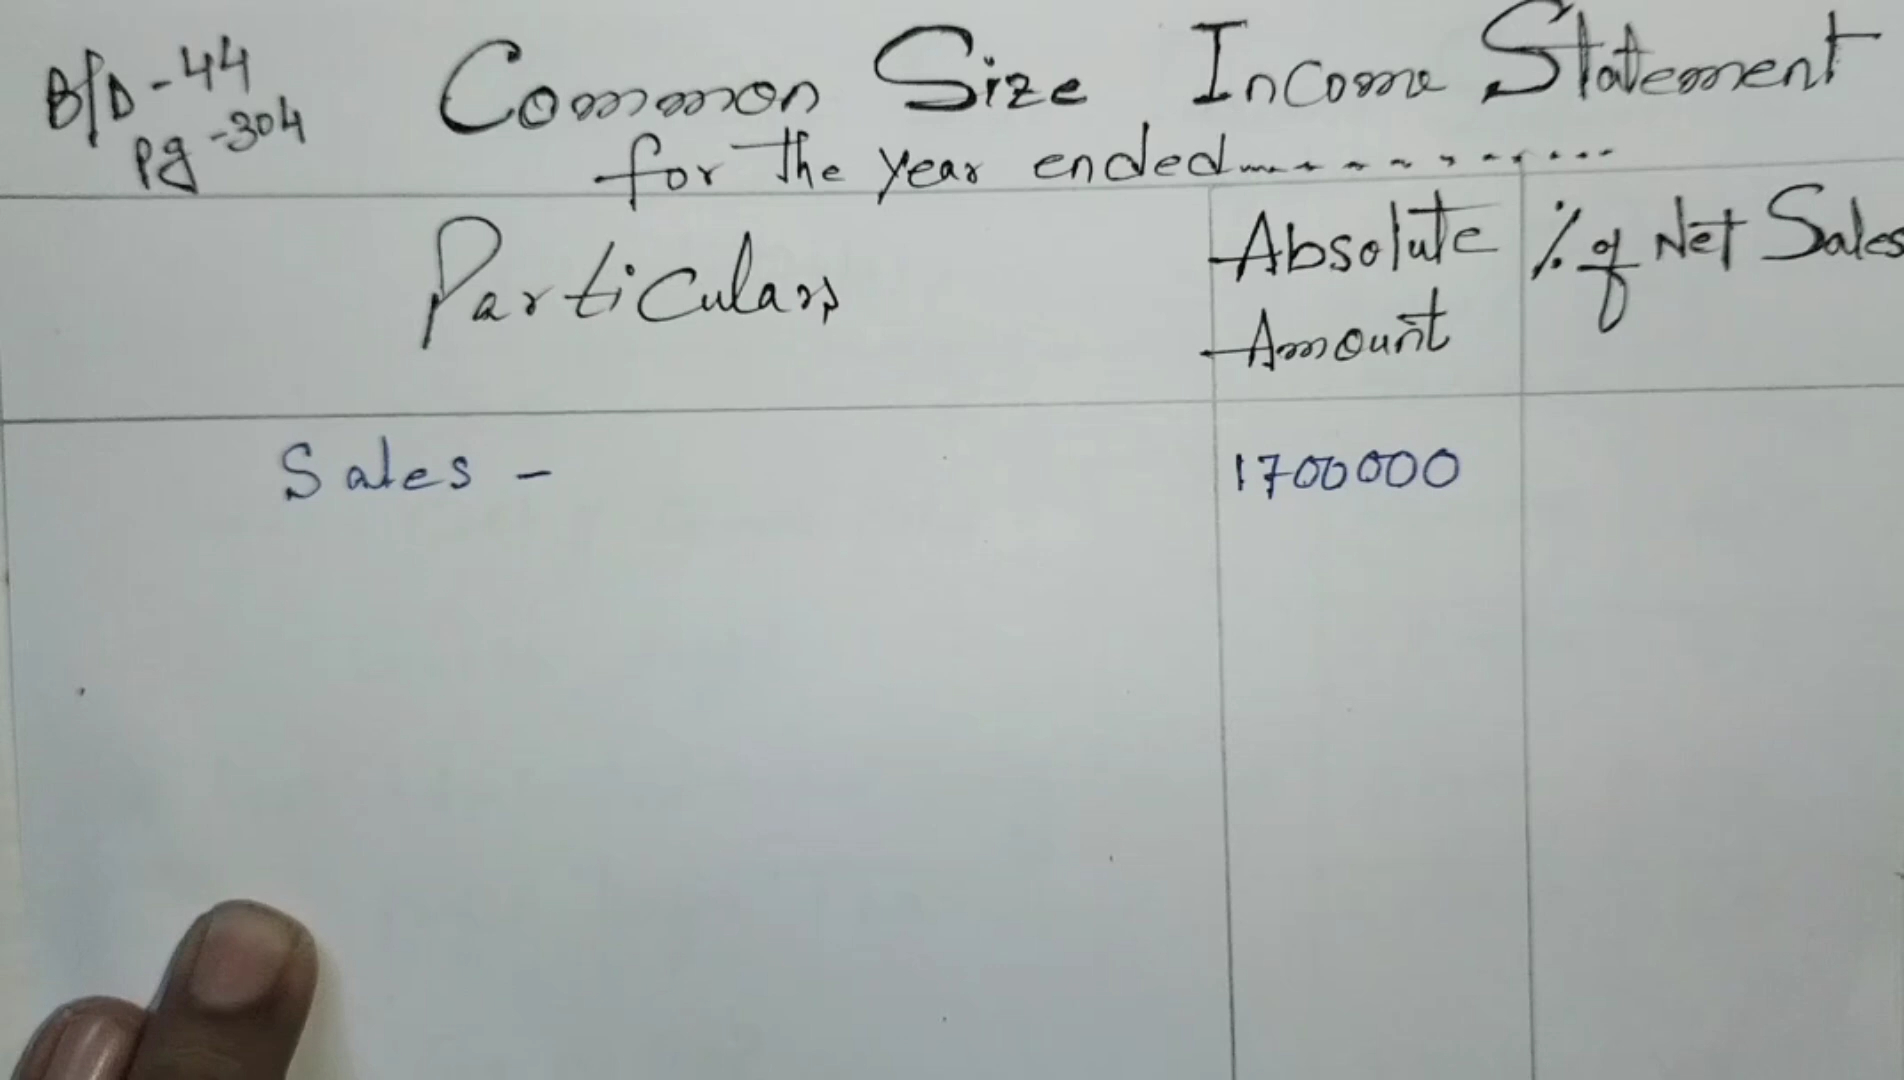 B/D-44
Pg-304
Common Size Income Statement
for the year ended..............
Particulars
Absolute
Amount
% of Net Sales
Sales - 1700000